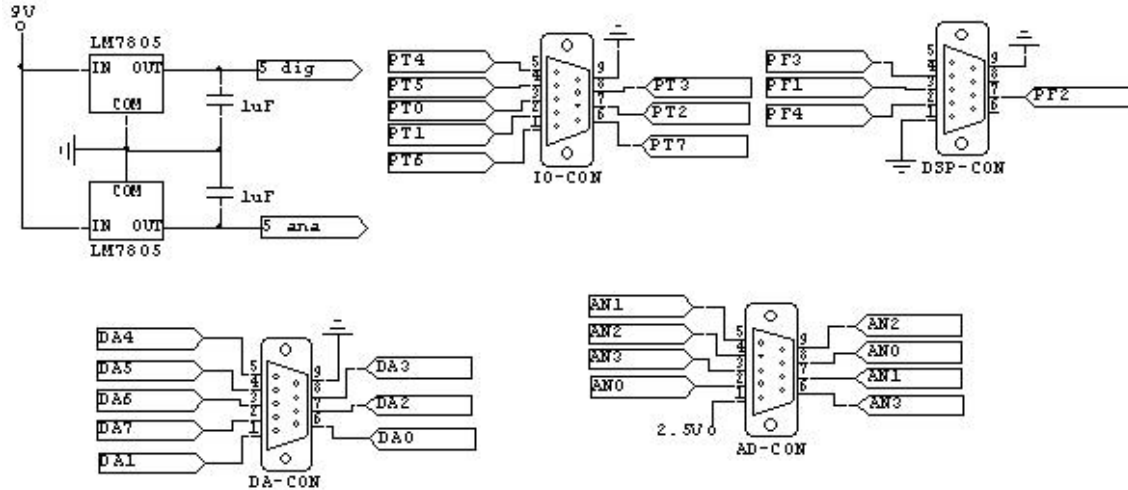 9V
LM7805
IN OUT
COM
5 dig
1uF
COM
1uF
IN OUT
5 ana
LM7805
PT4
PT5
PT0
PT1
PT6
5
4
3
2
1
9
8
7
6
PT3
PT2
PT7
IO-CON
PF3
PF1
PF4
5
4
3
2
1
9
8
7
6
PF2
DSP-CON
DA4
DA5
DA6
DA7
DA1
5
4
3
2
1
9
8
7
6
DA3
DA2
DA0
DA-CON
AN1
AN2
AN3
AN0
2.5V
5
4
3
2
1
9
8
7
6
AN2
AN0
AN1
AN3
AD-CON